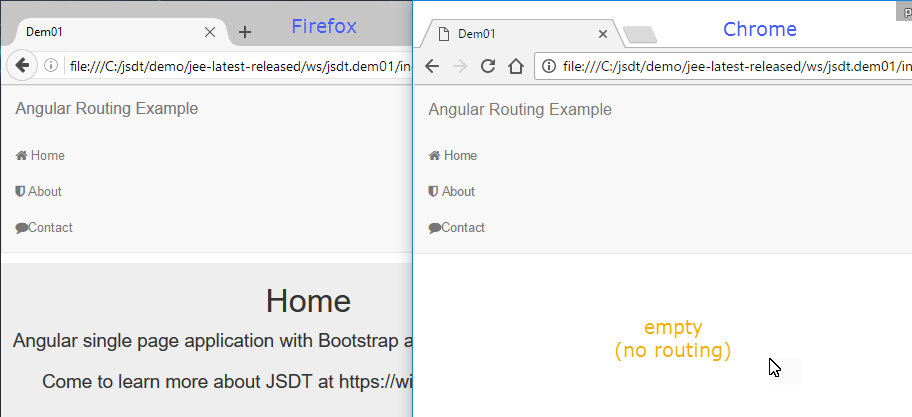 Firefox
Dem01
file:///C:/jsdt/demo/jee-latest-released/ws/jsdt.dem01/in
Angular Routing Example
Home
About
Contact
Home
Angular single page application with Bootstrap a
Come to learn more about JSDT at https://wi
Chrome
Dem01
file:///C:/jsdt/demo/jee-latest-released/ws/jsdt.dem01/in
Angular Routing Example
Home
About
Contact
empty
(no routing)